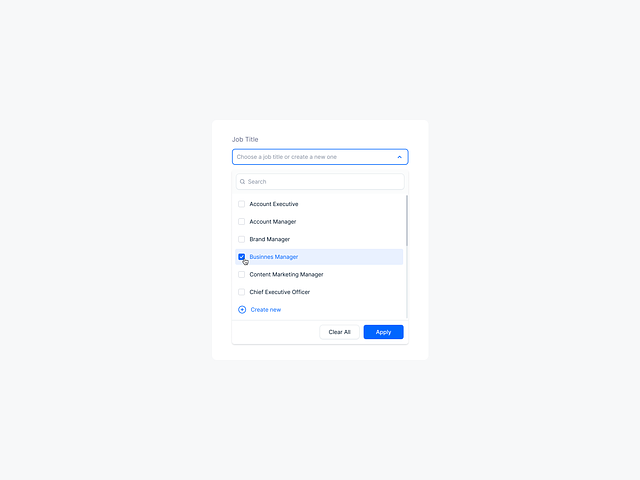 Job Title
Choose a job title or create a new one
Search
Account Executive
Account Manager
Brand Manager
Businnes Manager
Content Marketing Manager
Chief Executive Officer
Create new
Clear All Apply